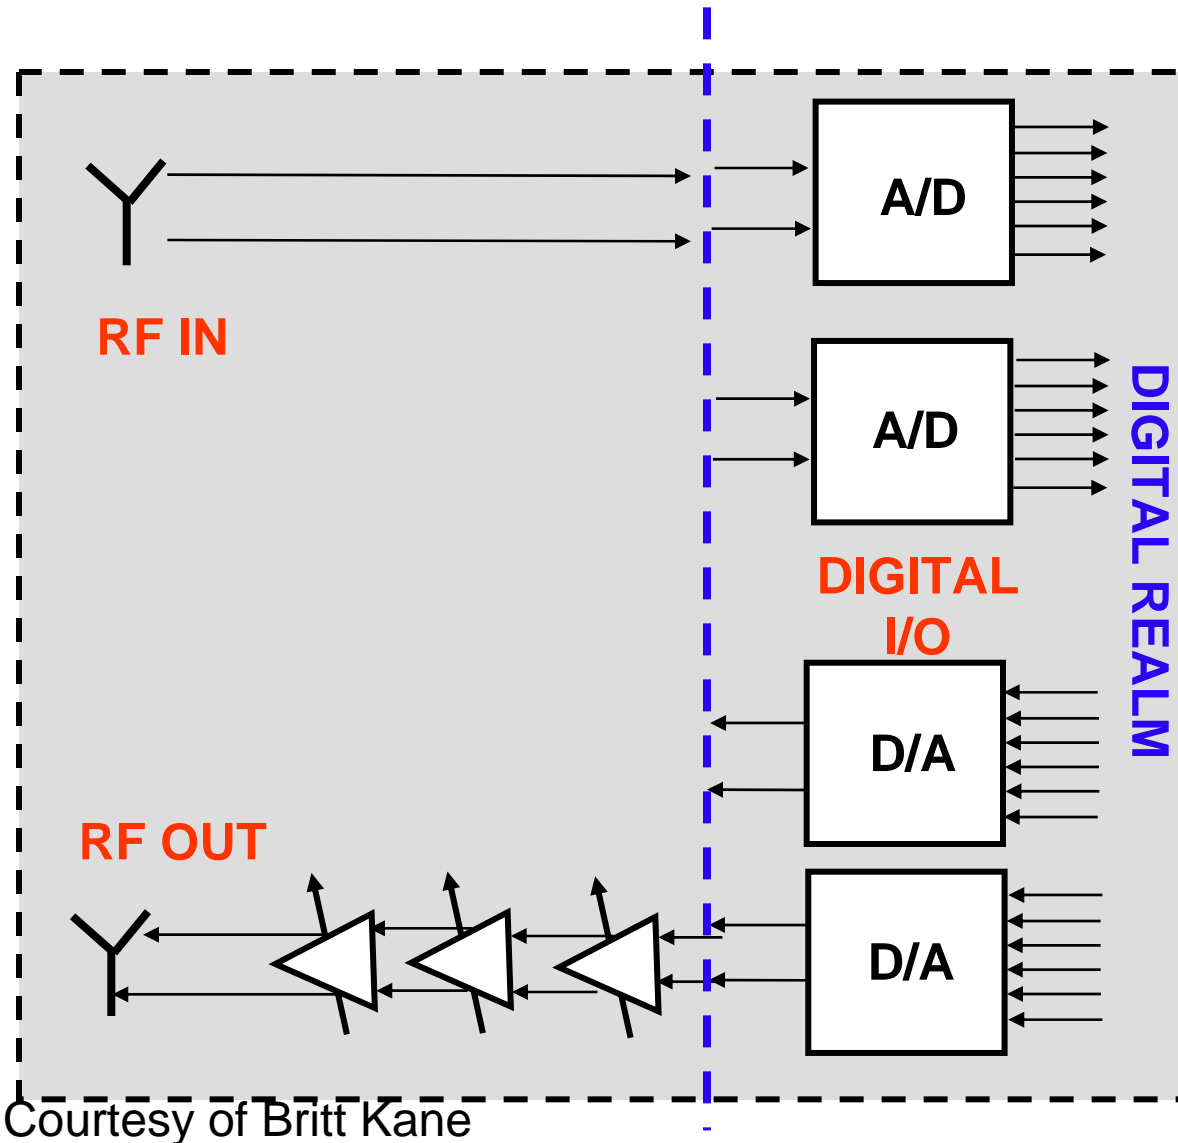 A/D
RF IN
A/D
DIGITAL REALM
DIGITAL
I/O
D/A
RF OUT
D/A
Courtesy of Britt Kane